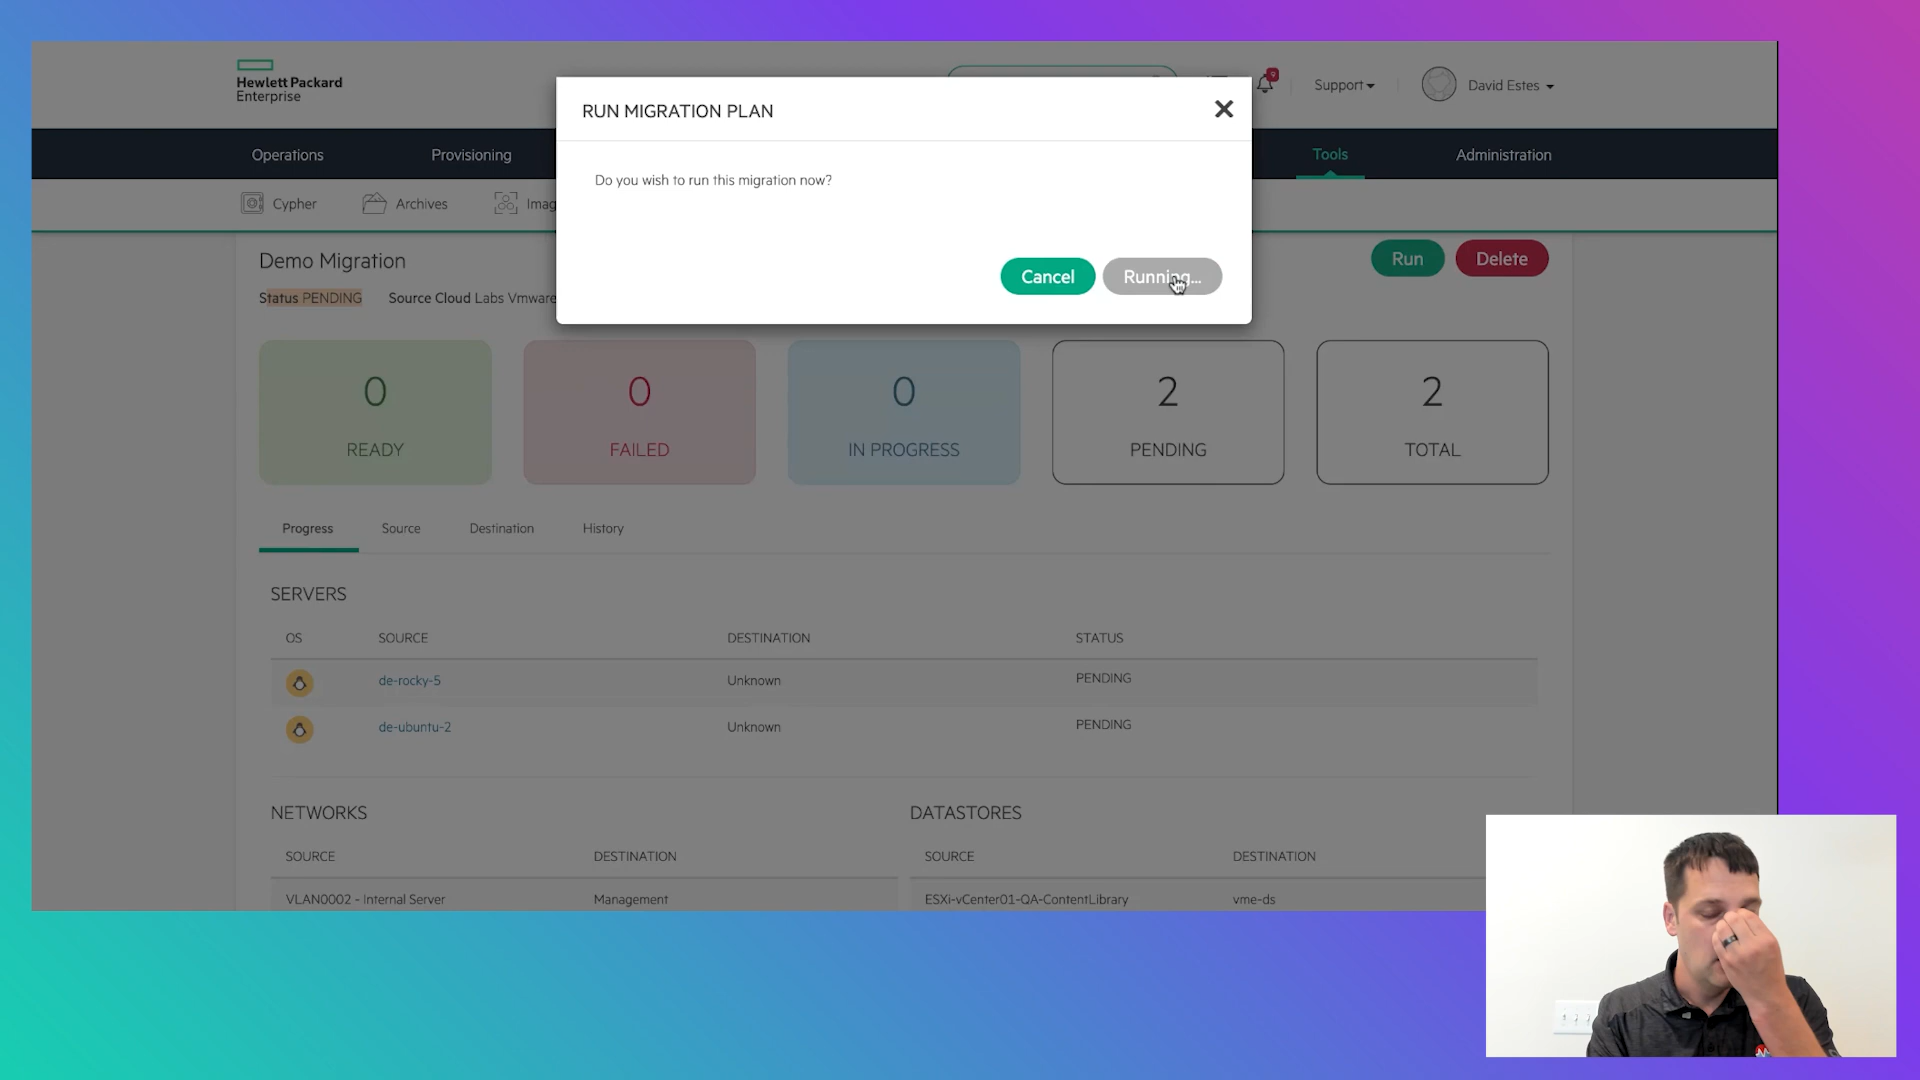 Hewlett Packard
Enterprise
9
Support
David Estes
RUN MIGRATION PLAN
Do you wish to run this migration now?
Cancel
Running...
Operations
Provisioning
Tools
Administration
Cypher
Archives
Imag
Demo Migration
Run
Delete
Status PENDING
Source Cloud Labs Vmware
0
READY
0
FAILED
0
IN PROGRESS
2
PENDING
2
TOTAL
Progress
Source
Destination
History
SERVERS
OS
SOURCE
DESTINATION
STATUS
de-rocky-5
Unknown
PENDING
de-ubuntu-2
Unknown
PENDING
NETWORKS
SOURCE
DESTINATION
VLAN0002 - Internal Server
Management
DATASTORES
SOURCE
DESTINATION
ESXi-vCenter01-QA-ContentLibrary
vme-ds